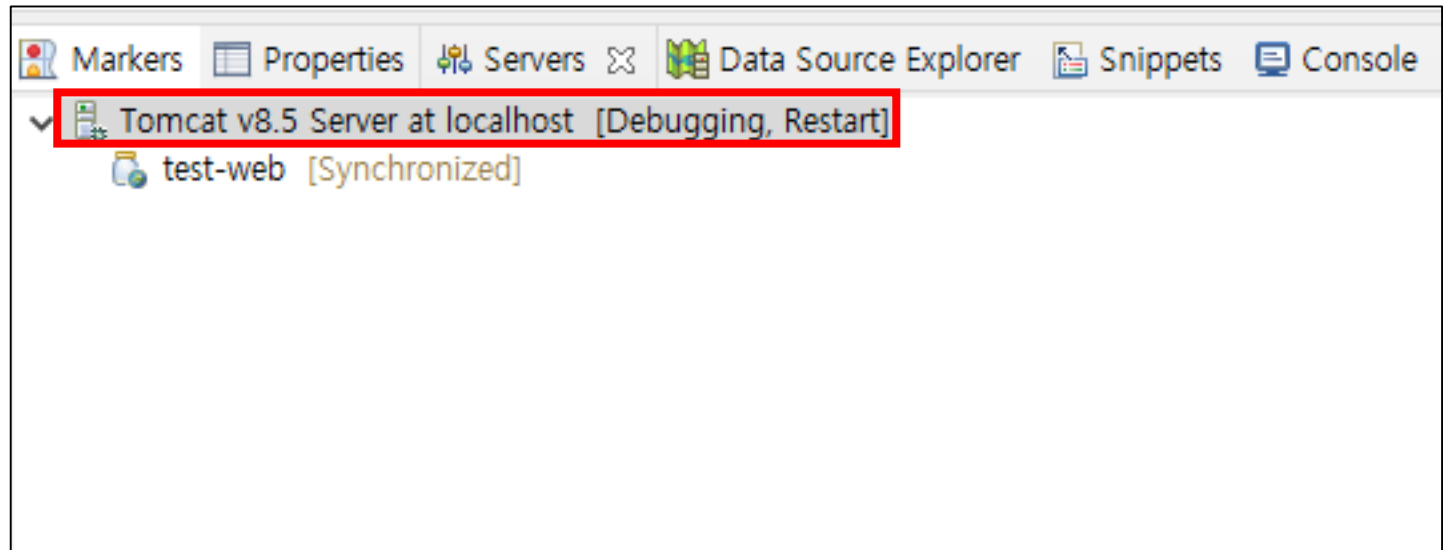 Markers Properties Servers Data Source Explorer Snippets Console
Tomcat v8.5 Server at localhost [Debugging, Restart]
test-web [Synchronized]